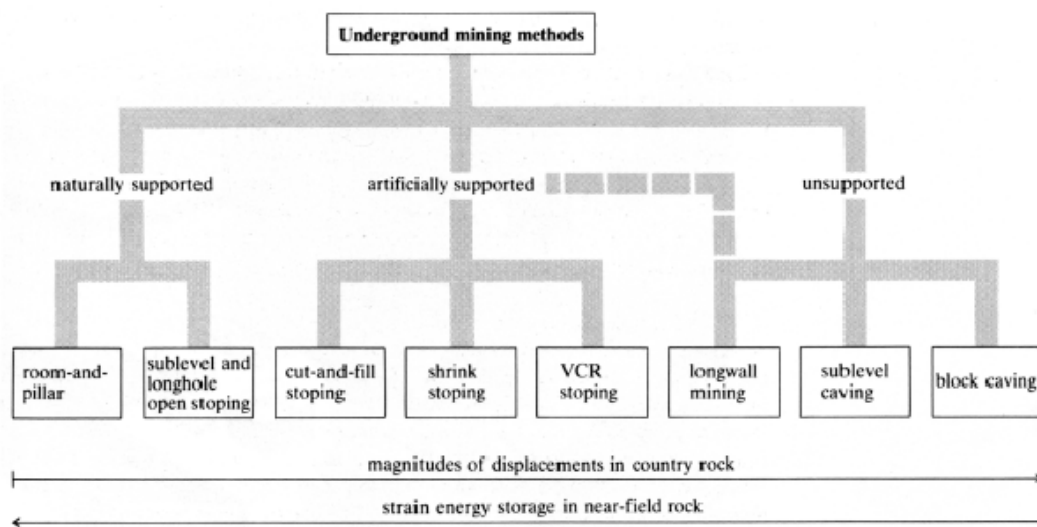 Underground mining methods
naturally supported
artificially supported
unsupported
room-and-
pillar
sublevel and
longhole
open stoping
cut-and-fill
stoping
shrink
stoping
VCR
stoping
longwall
mining
sublevel
caving
block caving
magnitudes of displacements in country rock
strain energy storage in near-field rock